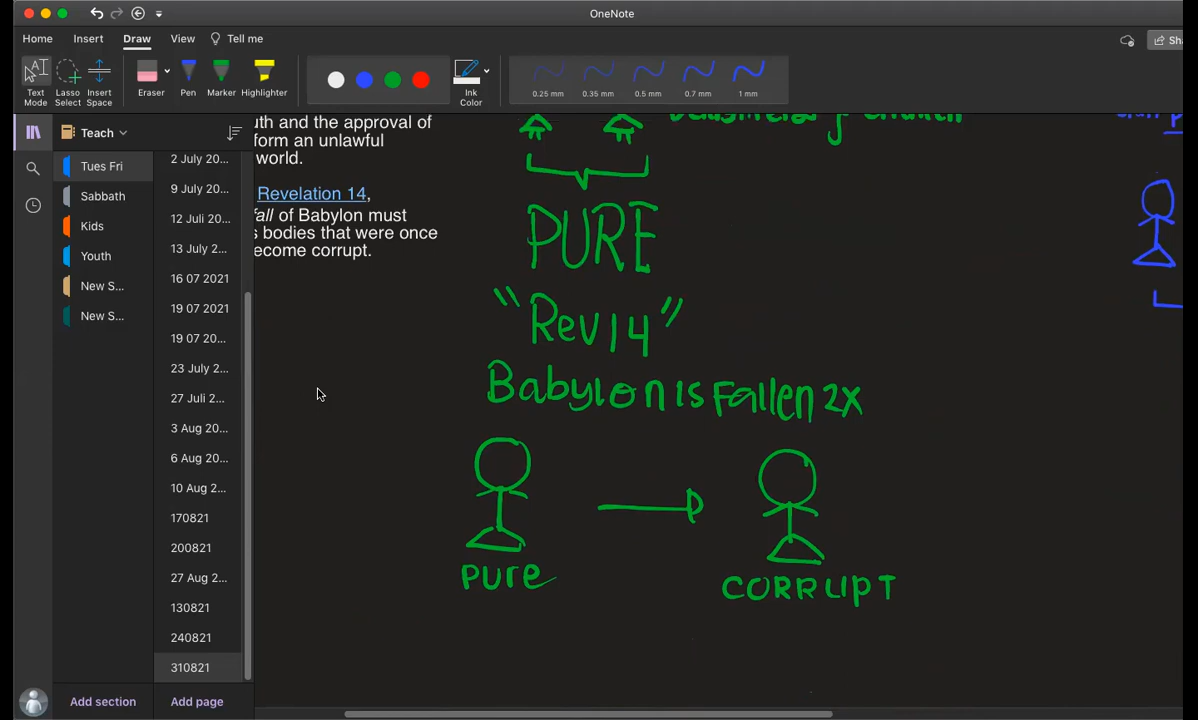 OneNote
Home Insert Draw View Tell me
Sha
Text Mode
Lasso Select
Insert Space
Eraser
Pen
Marker
Highlighter
Ink Color
0.25 mm
0.35 mm
0.5 mm
0.7 mm
1 mm
Teach
Tues Fri
Sabbath
Kids
Youth
New S...
New S...
2 July 20...
9 July 20...
12 Juli 20...
13 July 2...
16 07 2021
19 07 2021
19 07 20...
23 July 2...
27 Juli 2...
3 Aug 20...
6 Aug 20...
10 Aug 2...
170821
200821
27 Aug 2...
130821
240821
310821
Add section
Add page
uth and the approval of
form an unlawful
world.
Revelation 14,
fall of Babylon must
s bodies that were once
ecome corrupt.
PURE
"Rev 14"
Babylon is Fallen 2x
pure
CORRUPT